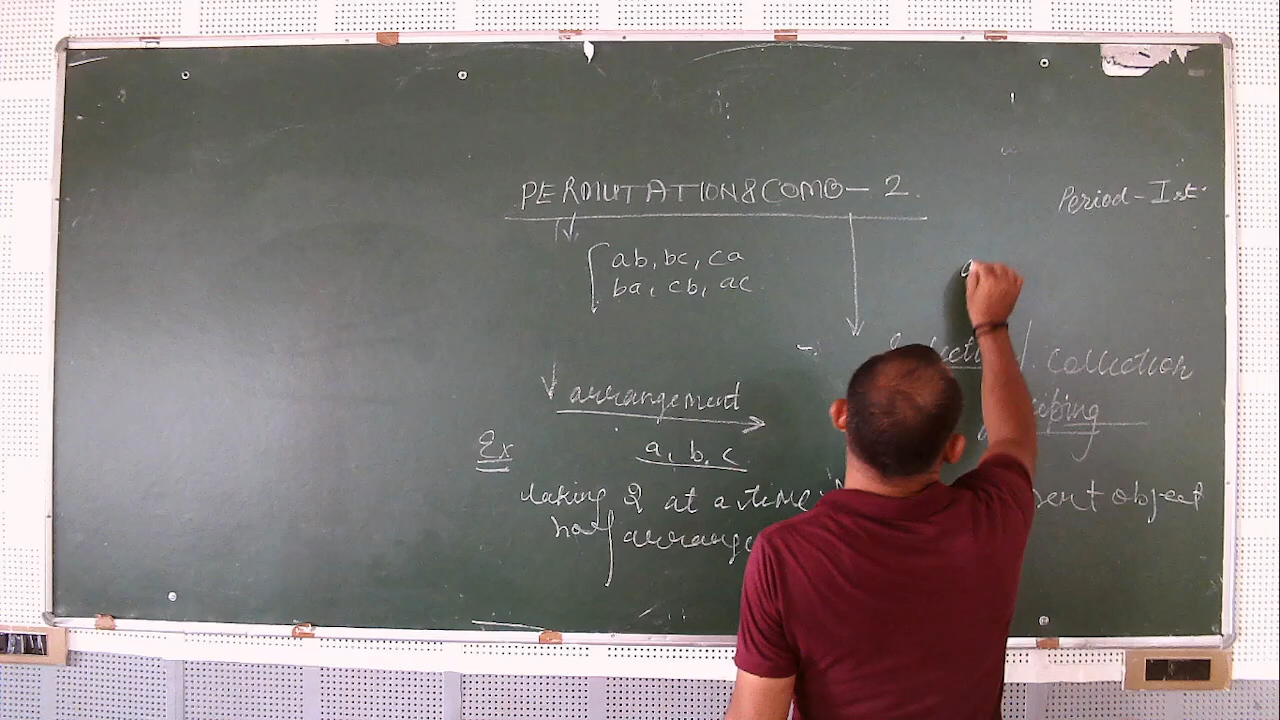 PERMUTATION & COMB - 2.
Period - Ist
ab, bc, ca
ba, cb, ac
collection
arrangement
Ex
a, b, c
taking 2 at a time object
arrange